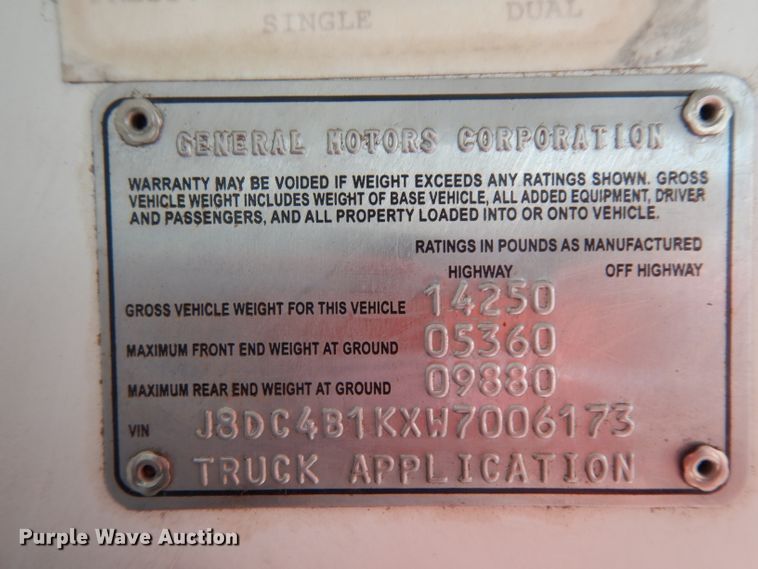 SINGLE DUAL
GENERAL MOTORS CORPORATION
WARRANTY MAY BE VOIDED IF WEIGHT EXCEEDS ANY RATINGS SHOWN. GROSS
VEHICLE WEIGHT INCLUDES WEIGHT OF BASE VEHICLE, ALL ADDED EQUIPMENT, DRIVER
AND PASSENGERS, AND ALL PROPERTY LOADED INTO OR ONTO VEHICLE.
RATINGS IN POUNDS AS MANUFACTURED
HIGHWAY OFF HIGHWAY
GROSS VEHICLE WEIGHT FOR THIS VEHICLE 14250
MAXIMUM FRONT END WEIGHT AT GROUND 05360
MAXIMUM REAR END WEIGHT AT GROUND 09880
VIN J8DC4B1KXW7006173
TRUCK APPLICATION
Purple Wave Auction